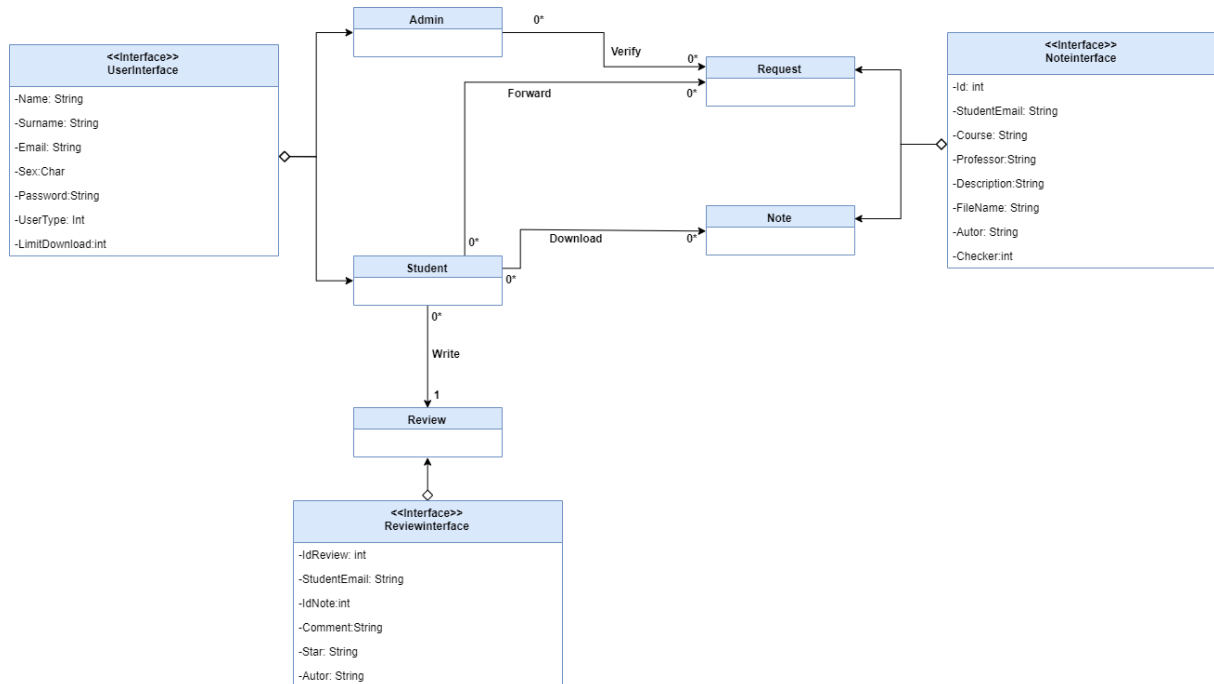 Admin
0*
Verify
0*
<<Interface>>
UserInterface
-Name: String
-Surname: String
-Email: String
-Sex:Char
-Password:String
-UserType: Int
-LimitDownload:int
Request
Forward
0*
<<Interface>>
Noteinterface
-Id: int
-StudentEmail: String
-Course: String
-Professor:String
-Description:String
-FileName: String
-Autor: String
-Checker:int
Note
0*
Download
0*
Student
0*
0*
Write
1
Review
<<Interface>>
Reviewinterface
-IdReview: int
-StudentEmail: String
-IdNote:int
-Comment:String
-Star: String
-Autor: String